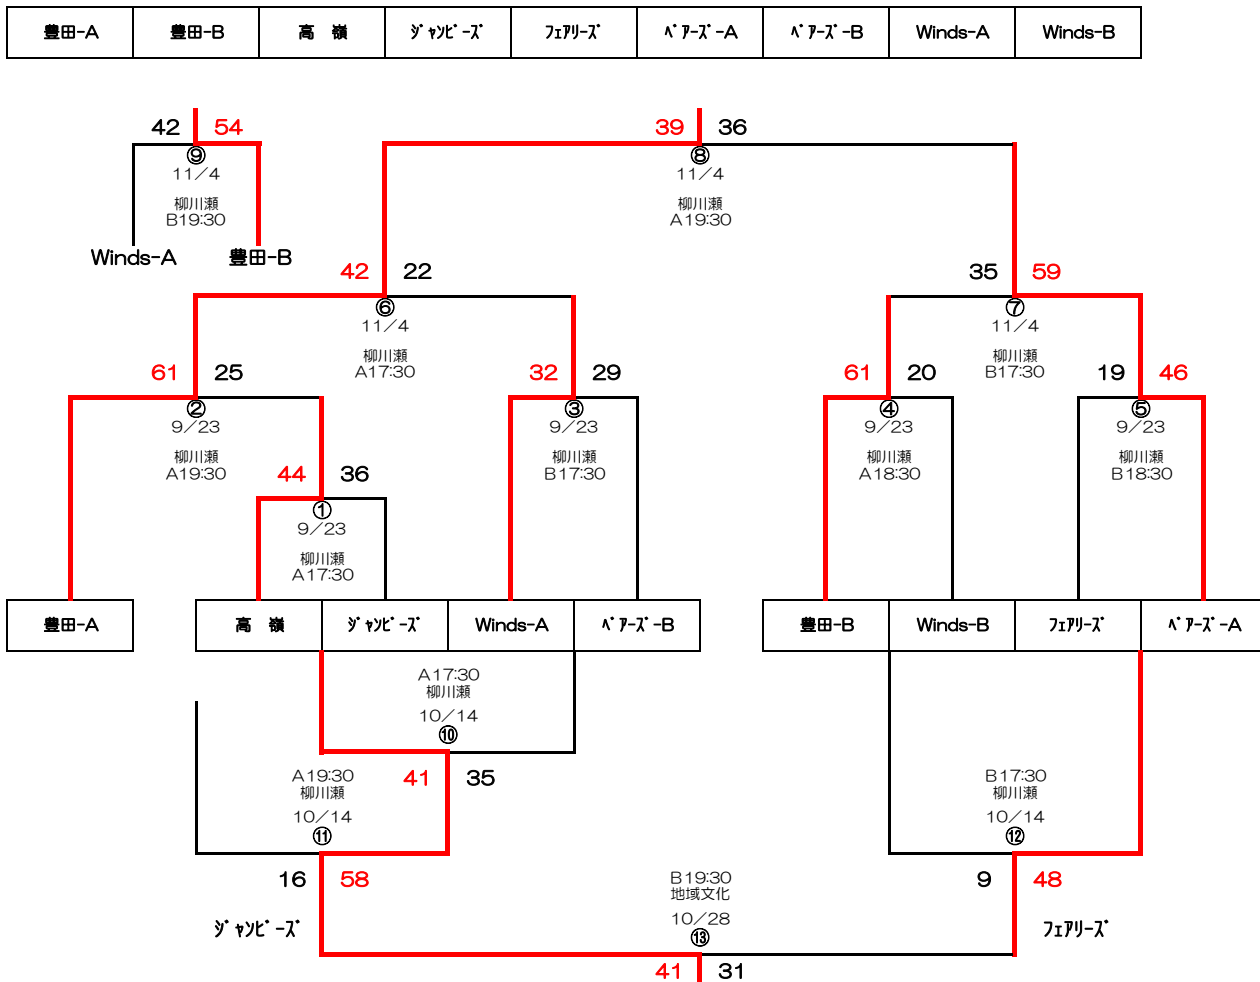 豊田-A 豊田-B 高　嶺 ｼﾞｬﾝﾋﾞｰｽﾞ ﾌｪｱﾘｰｽﾞ ﾍﾞｱｰｽﾞ-A ﾍﾞｱｰｽﾞ-B Winds-A Winds-B
42 54 39 36
⑨ ⑧
11／4 11／4
柳川瀬 柳川瀬
B19:30 A19:30
Winds-A 豊田-B
42 22 35 59
⑥ ⑦
11／4 11／4
柳川瀬 柳川瀬
A17:30 B17:30
61 25 32 29 61 20 19 46
② ③ ④ ⑤
9／23 9／23 9／23 9／23
柳川瀬 柳川瀬 柳川瀬 柳川瀬
A19:30 B17:30 A18:30 B18:30
44 36
①
9／23
柳川瀬
A17:30
豊田-A 高　嶺 ｼﾞｬﾝﾋﾞｰｽﾞ Winds-A ﾍﾞｱｰｽﾞ-B 豊田-B Winds-B ﾌｪｱﾘｰｽﾞ ﾍﾞｱｰｽﾞ-A
A17:30
柳川瀬
10／14
⑩
A19:30 41 35 B17:30
柳川瀬 柳川瀬
10／14 10／14
⑪ ⑫
16 58 9 48
B19:30
地域文化
10／28
ｼﾞｬﾝﾋﾞｰｽﾞ ﾌｪｱﾘｰｽﾞ
⑬
41 31